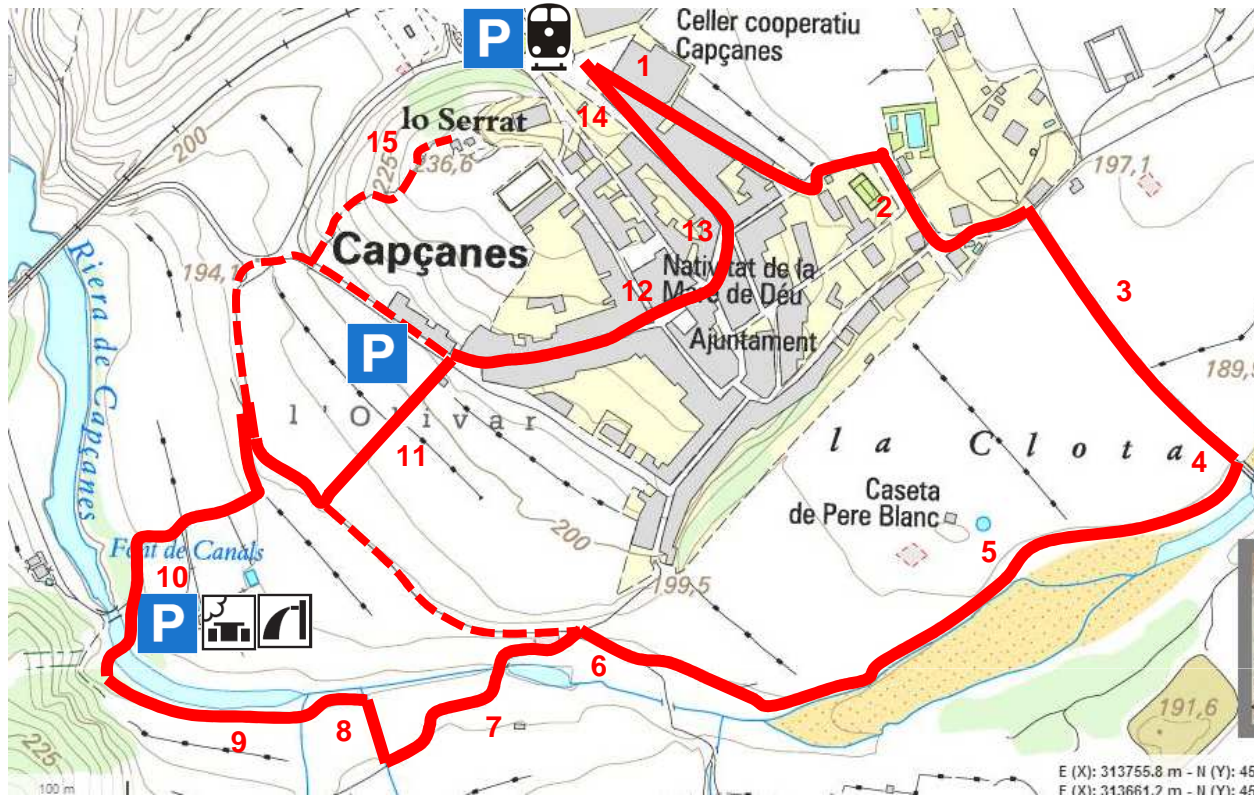 P
Celler cooperatiu
Capçanes
1
14
lo Serrat
15
236,6
225
200
197,1
2
Capçanes
13
194,1
Nativitat de la
Mare de Déu
12
3
Riera de Capçanes
P
Ajuntament
189,9
l'Olivar
11
la Clota
4
Caseta
de Pere Blanc
5
200
Font de Canals
10
199,5
P
6
7
8
9
191,6
225
100 m
E (X): 313755.8 m - N (Y): 45
E (X): 313661.2 m - N (Y): 45